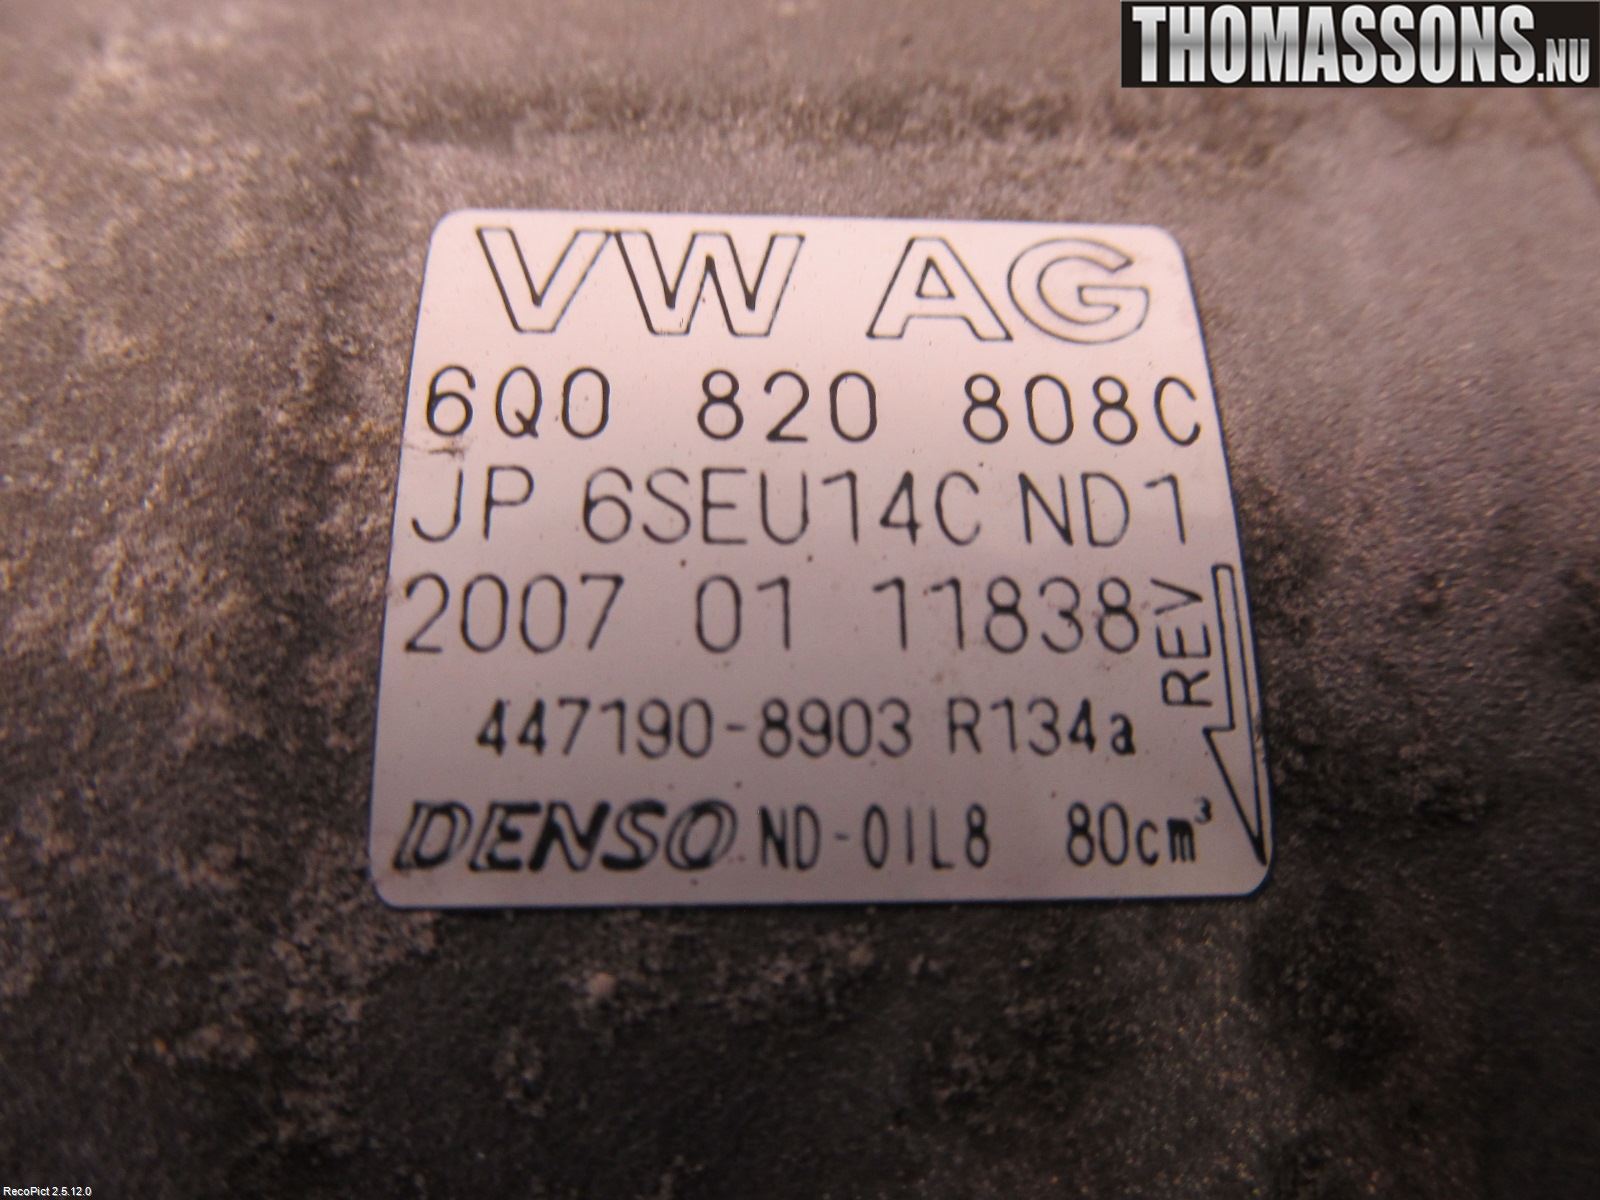 THOMASSONS.NU
VW AG
6Q0 820 808C
JP 6SEU14C ND1
2007 01 11838
REV
447190-8903 R134a
DENSO ND-OIL8 80cm³
RecoPict 2.5.12.0